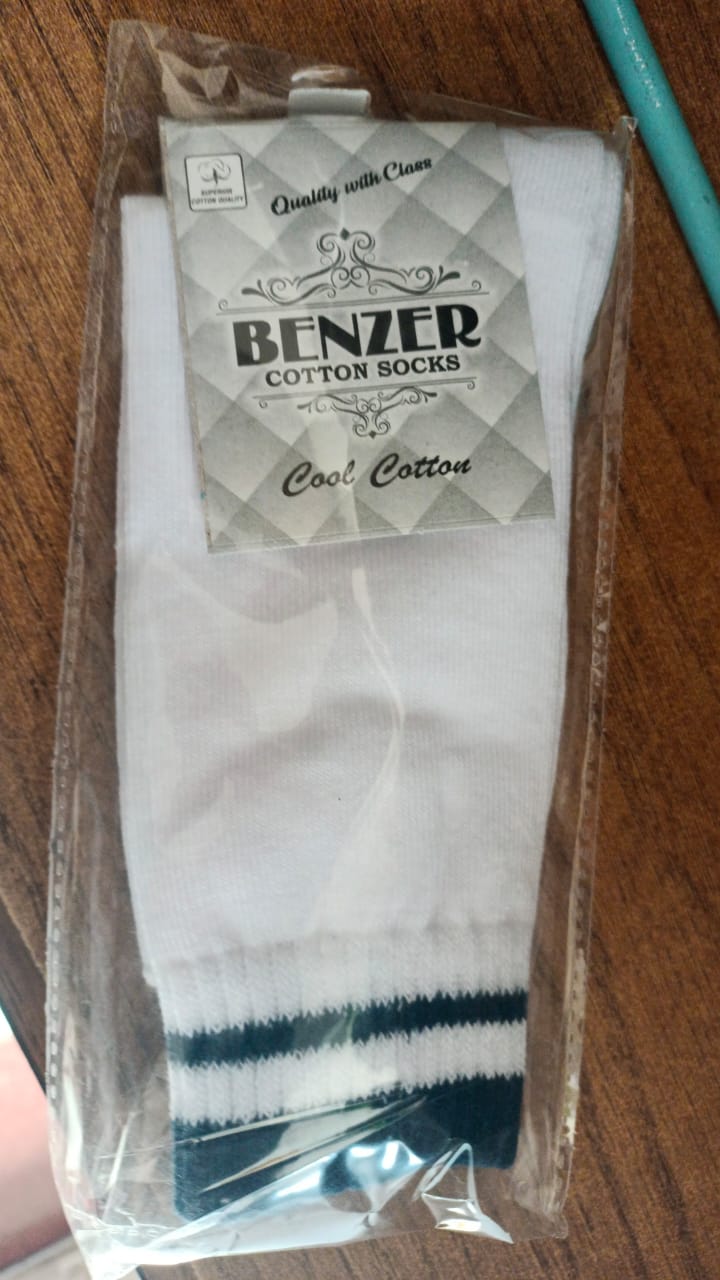 SUPERIOR
COTTON QUALITY
Quality with Class
BENZER
COTTON SOCKS
Cool Cotton